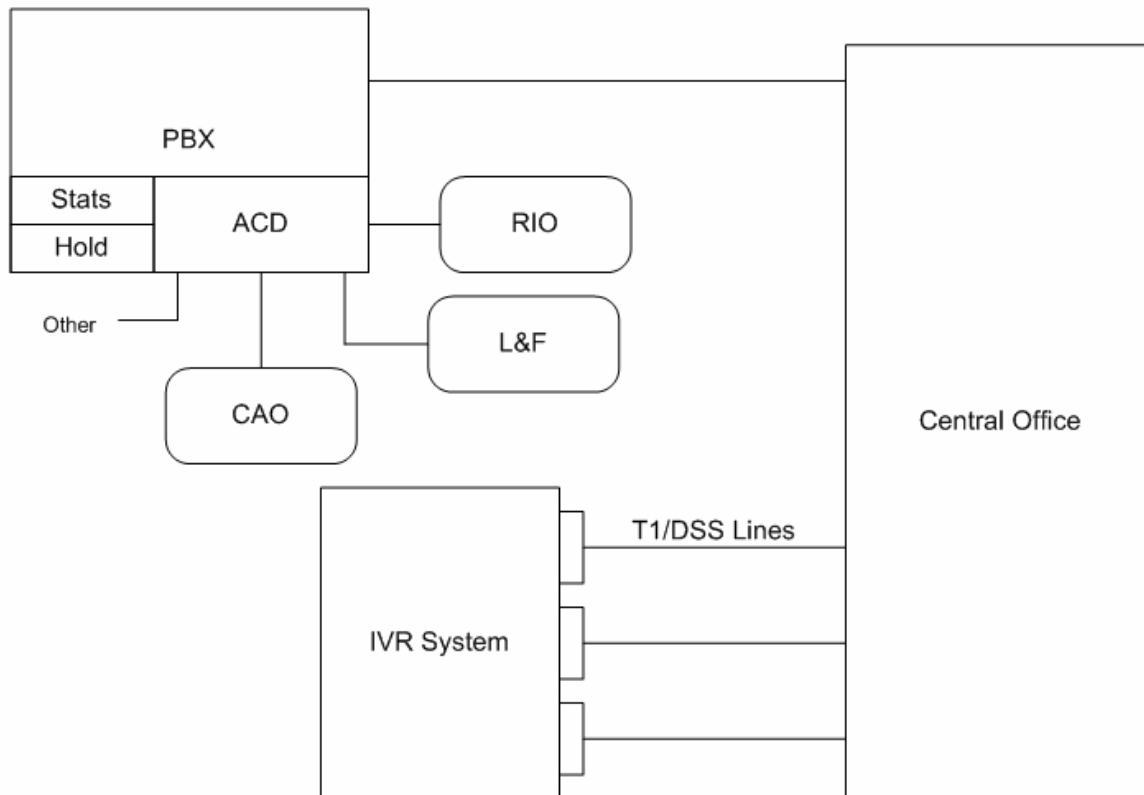 PBX
Stats
ACD
RIO
Hold
Other
L&F
CAO
Central Office
T1/DSS Lines
IVR System